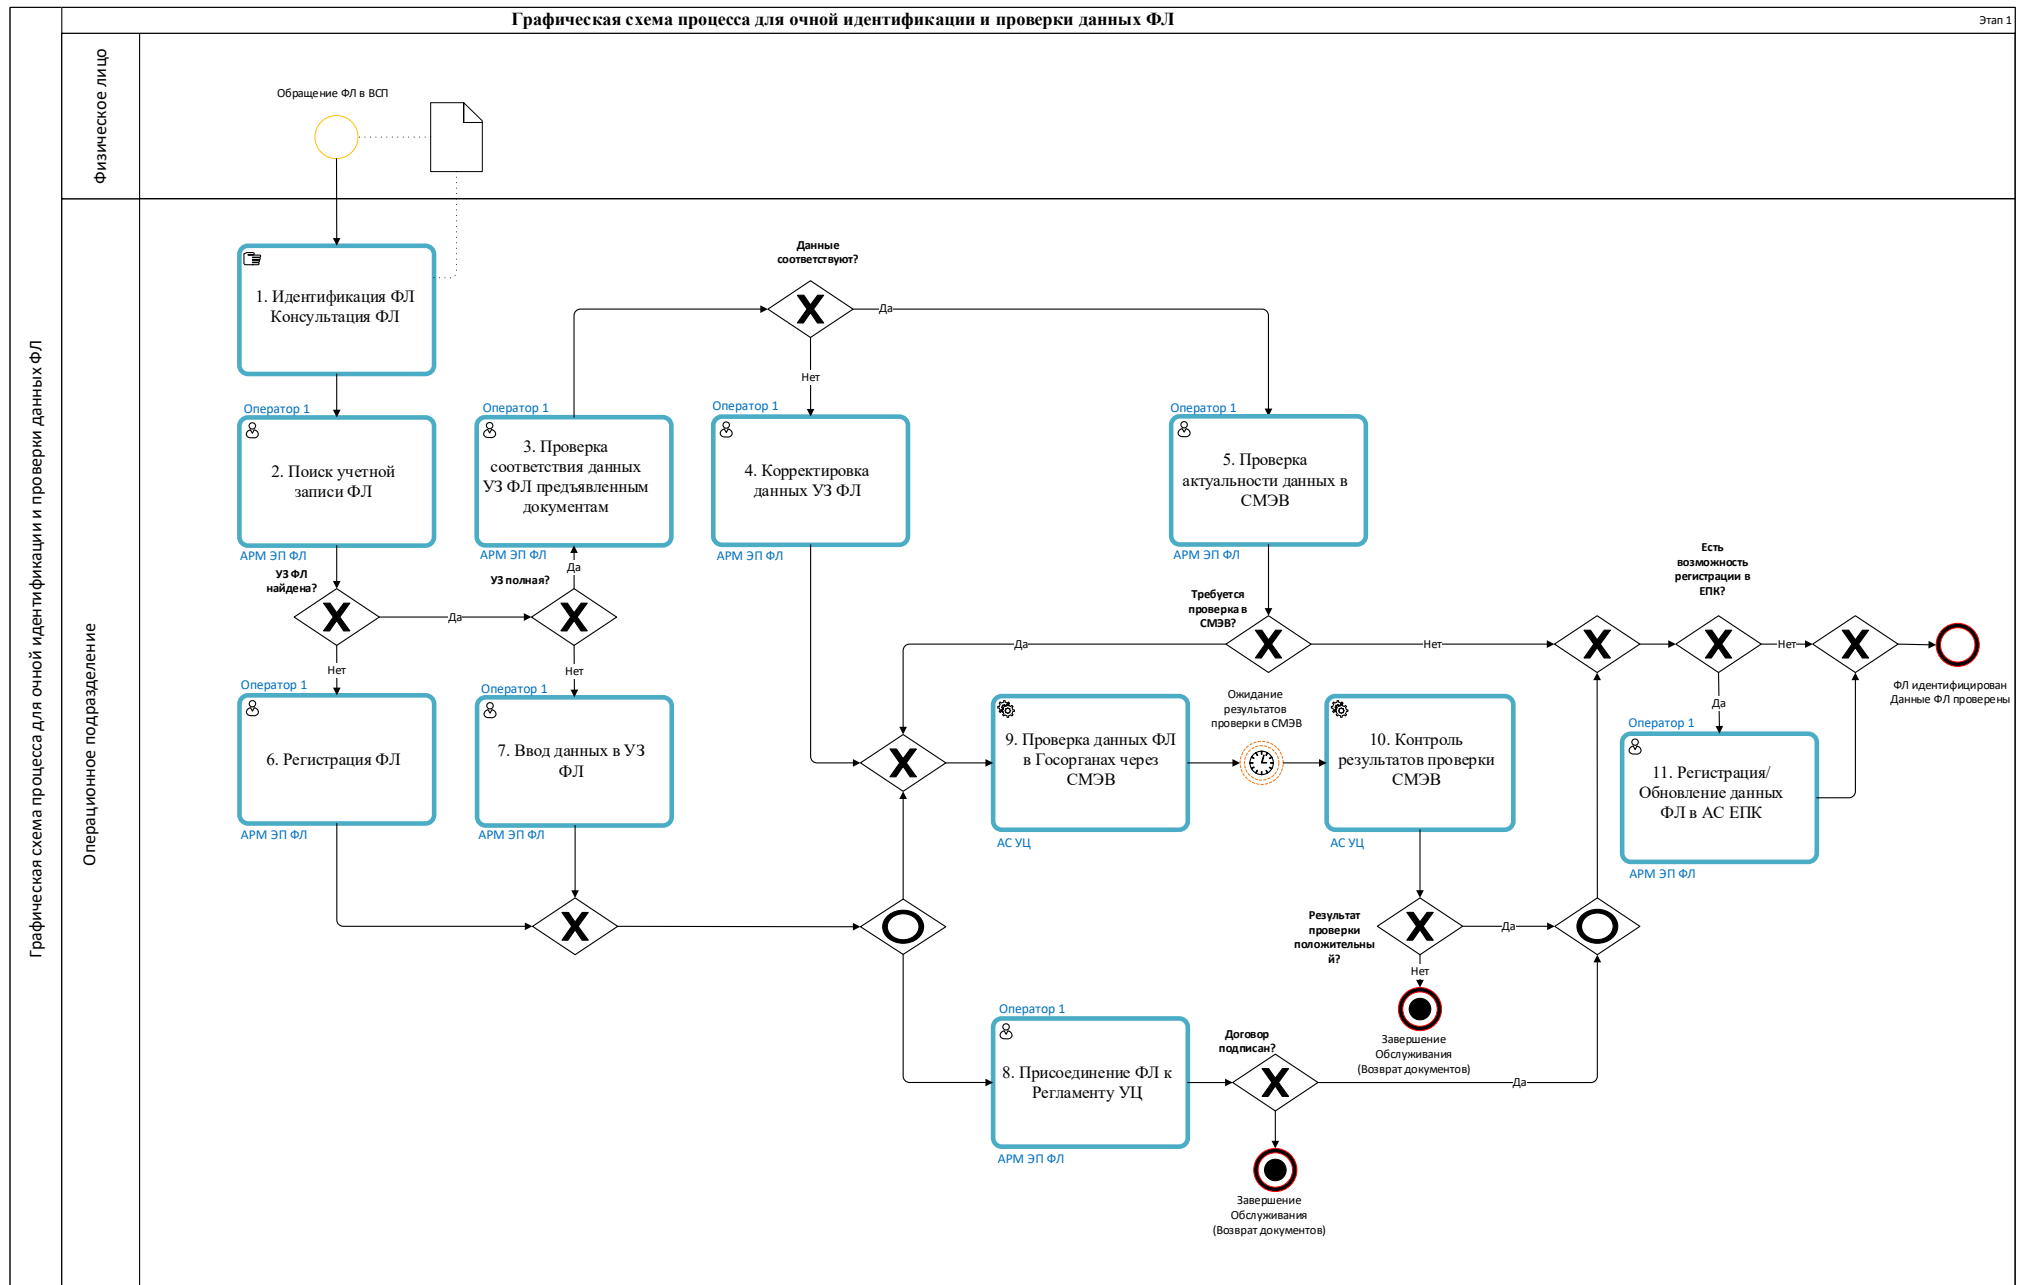 Графическая схема процесса для очной идентификации и проверки данных ФЛ
Этап 1
Графическая схема процесса для очной идентификации и проверки данных ФЛ
Физическое лицо
Обращение ФЛ в ВСП
Операционное подразделение
1. Идентификация ФЛ
Консультация ФЛ
Данные
соответствуют?
Да
Нет
Оператор 1
2. Поиск учетной
записи ФЛ
АРМ ЭП ФЛ
Оператор 1
3. Проверка
соответствия данных
УЗ ФЛ предъявленным
документам
АРМ ЭП ФЛ
Оператор 1
4. Корректировка
данных УЗ ФЛ
АРМ ЭП ФЛ
Оператор 1
5. Проверка
актуальности данных в
СМЭВ
АРМ ЭП ФЛ
УЗ ФЛ
найдена?
Да
Нет
УЗ полная?
Да
Нет
Требуется
проверка в
СМЭВ?
Да
Нет
Есть
возможность
регистрации в
ЕПК?
Нет
Да
ФЛ идентифицирован
Данные ФЛ проверены
Оператор 1
6. Регистрация ФЛ
АРМ ЭП ФЛ
Оператор 1
7. Ввод данных в УЗ
ФЛ
АРМ ЭП ФЛ
9. Проверка данных ФЛ
в Госорганах через
СМЭВ
АС УЦ
Ожидание
результатов
проверки в СМЭВ
10. Контроль
результатов проверки
СМЭВ
АС УЦ
Оператор 1
11. Регистрация/
Обновление данных
ФЛ в АС ЕПК
АРМ ЭП ФЛ
Результат
проверки
положительны
й?
Да
Нет
Завершение
Обслуживания
(Возврат документов)
Оператор 1
8. Присоединение ФЛ к
Регламенту УЦ
АРМ ЭП ФЛ
Договор
подписан?
Да
Завершение
Обслуживания
(Возврат документов)